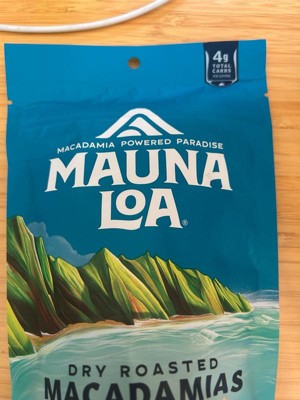 4g
TOTAL
CARBS
MACADAMIA POWERED PARADISE
MAUNA
LOA®
DRY ROASTED
MACADAMIAS